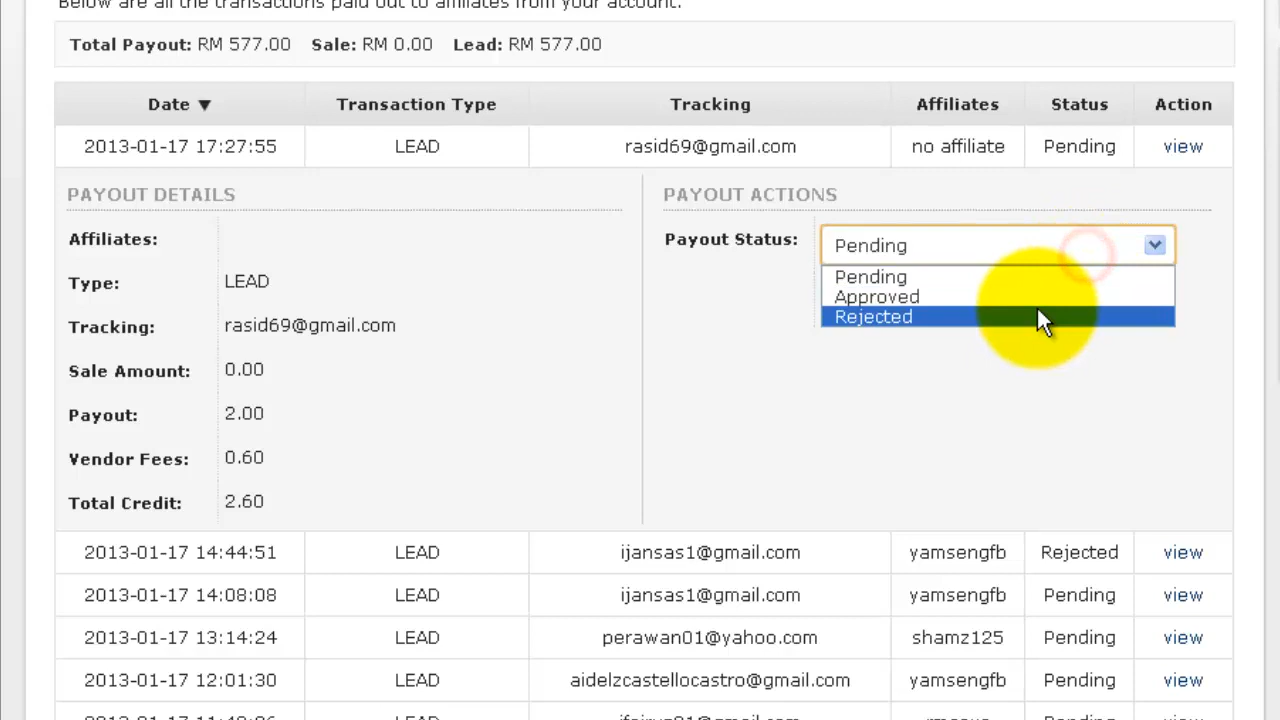 Below are all the transactions paid out to affiliates from your account.
Total Payout: RM 577.00 Sale: RM 0.00 Lead: RM 577.00
Date ▼ Transaction Type Tracking Affiliates Status Action
2013-01-17 17:27:55 LEAD rasid69@gmail.com no affiliate Pending view
PAYOUT DETAILS PAYOUT ACTIONS
Affiliates: Payout Status: Pending
Pending
Type: LEAD
Approved
Rejected
Tracking: rasid69@gmail.com
Sale Amount: 0.00
Payout: 2.00
Vendor Fees: 0.60
Total Credit: 2.60
2013-01-17 14:44:51 LEAD ijansas1@gmail.com yamsengfb Rejected view
2013-01-17 14:08:08 LEAD ijansas1@gmail.com yamsengfb Pending view
2013-01-17 13:14:24 LEAD perawan01@yahoo.com shamz125 Pending view
2013-01-17 12:01:30 LEAD aidelzcastellocastro@gmail.com yamsengfb Pending view